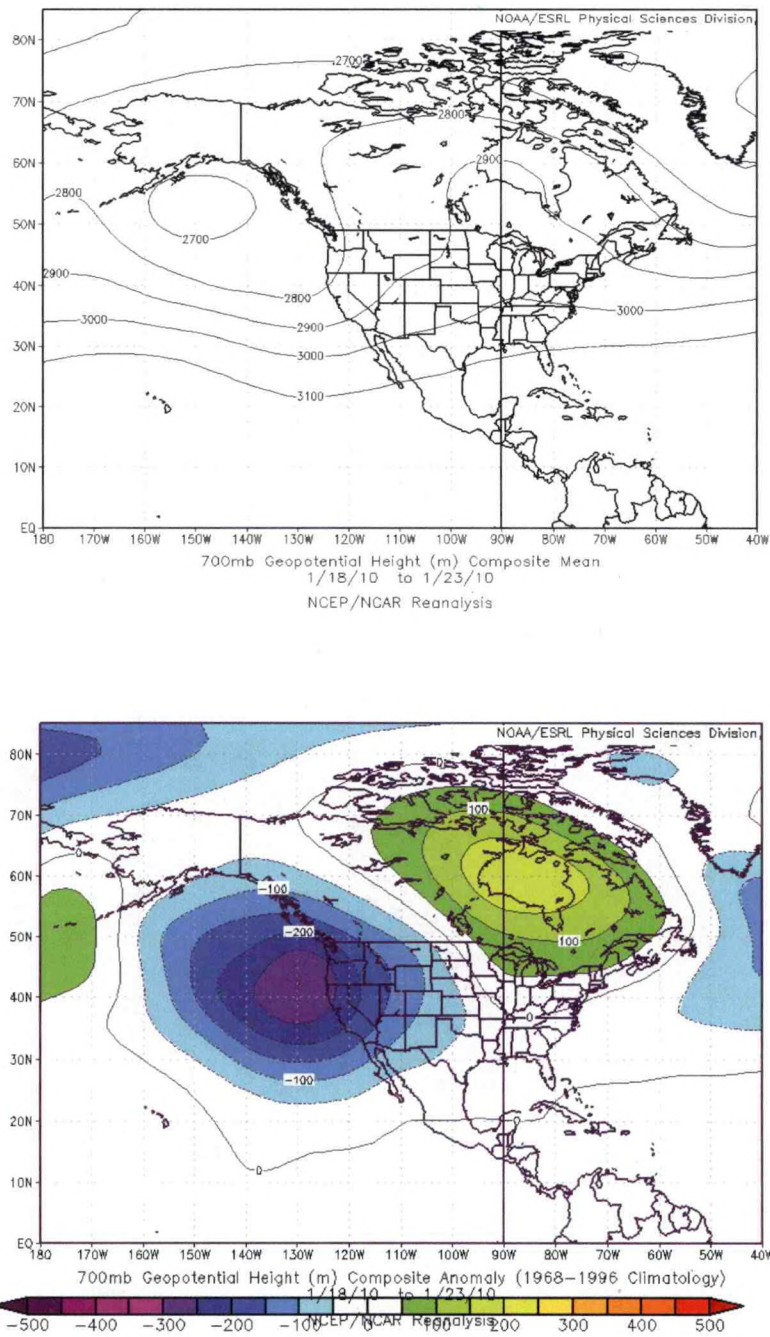 NOAA/ESRL Physical Sciences Division
80N
70N
60N
50N
40N
30N
20N
10N
EQ
2700
2800
2900
2800
2700
2900
2800
3000
2900
3000
3000
3100
180 170W 160W 150W 140W 130W 120W 110W 100W 90W 80W 70W 60W 50W 40W
700mb Geopotential Height (m) Composite Mean
1/18/10 to 1/23/10
NCEP/NCAR Reanalysis
NOAA/ESRL Physical Sciences Division
80N
70N
60N
50N
40N
30N
20N
10N
EQ
0
100
0
-100
-200
100
0
-100
0
0
180 170W 160W 150W 140W 130W 120W 110W 100W 90W 80W 70W 60W 50W 40W
700mb Geopotential Height (m) Composite Anomaly (1968-1996 Climatology)
1/18/10 to 1/23/10
NCEP/NCAR Reanalysis
-500 -400 -300 -200 -100 0 100 200 300 400 500